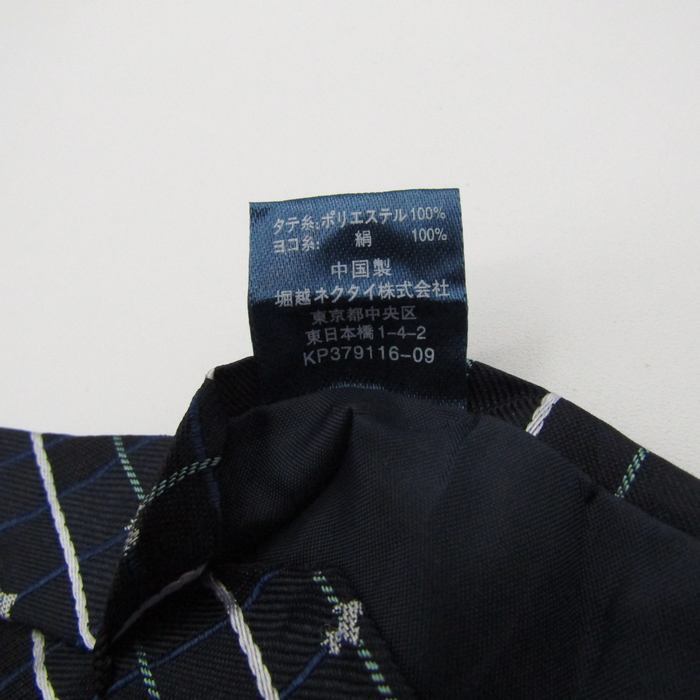 タテ糸:ポリエステル100%
ヨコ糸: 絹 100%
中国製
堀越ネクタイ株式会社
東京都中央区
東日本橋1-4-2
KP379116-09